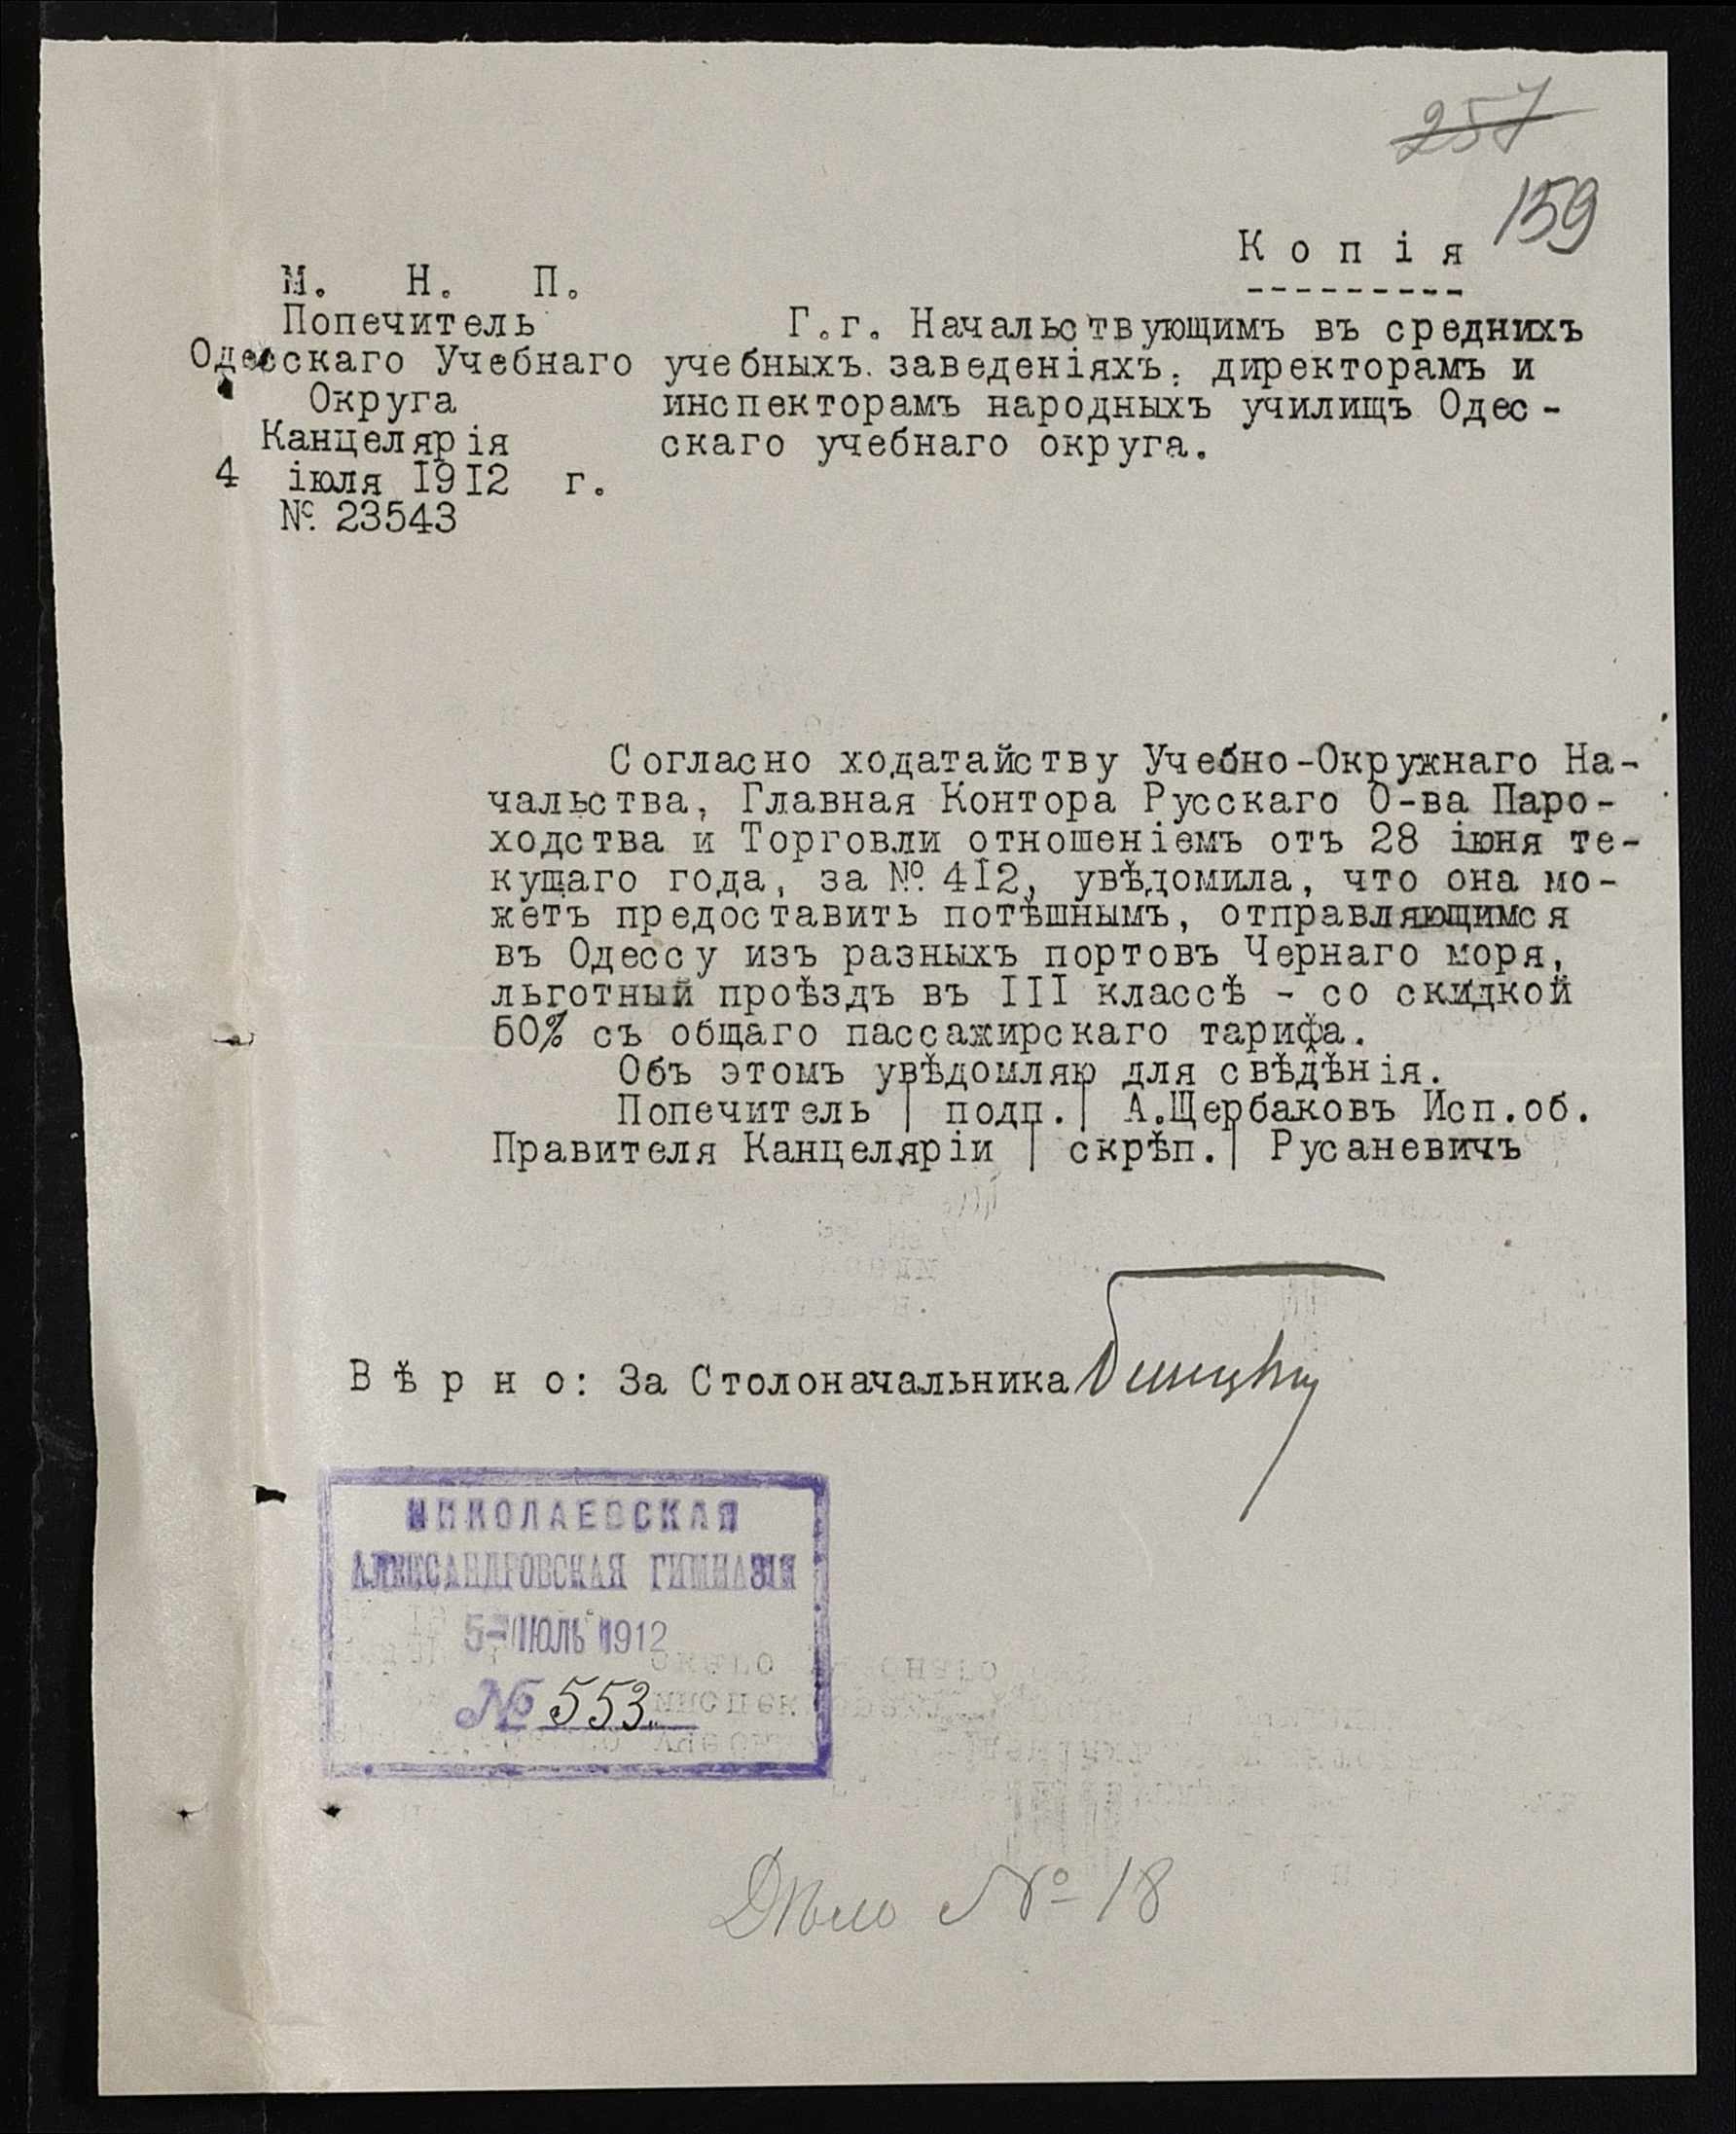 257
159
К о п і я
М. Н. П.
Попечитель
Одесскаго Учебнаго
Округа
Канцелярія
4 іюля 1912 г.
№ 23543
Г.г. Начальствующимъ въ среднихъ
учебныхъ заведеніяхъ, директорамъ и
инспекторамъ народныхъ училищъ Одес-
скаго учебнаго округа.
Согласно ходатайству Учебно-Окружнаго На-
чальства, Главная Контора Русскаго О-ва Паро-
ходства и Торговли отношеніемъ отъ 28 іюня те-
кущаго года, за № 412, увѣдомила, что она мо-
жетъ предоставить потѣшнымъ, отправляющимся
въ Одессу изъ разныхъ портовъ Чернаго моря,
льготный проѣздъ въ III классѣ - со скидкой
50% съ общаго пассажирскаго тарифа.
Объ этомъ увѣдомляю для свѣдѣнія.
Попечитель | подп.| А.Щербаковъ Исп.об.
Правителя Канцеляріи | скрѣп.| Русаневичъ
В ѣ р н о: За Столоначальника
НИКОЛАЕВСКАЯ
АЛЕКСАНДРОВСКАЯ ГИМНАЗІЯ
5- ІЮЛЬ 1912
№ 553.
Дѣло № 18